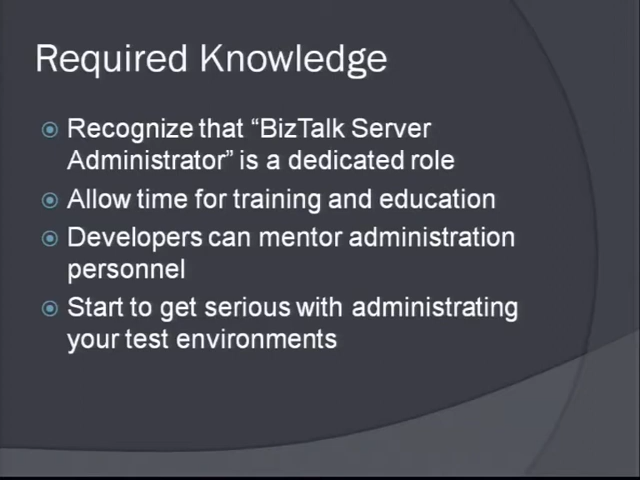 Required Knowledge
Recognize that “BizTalk Server
Administrator” is a dedicated role
Allow time for training and education
Developers can mentor administration
personnel
Start to get serious with administrating
your test environments